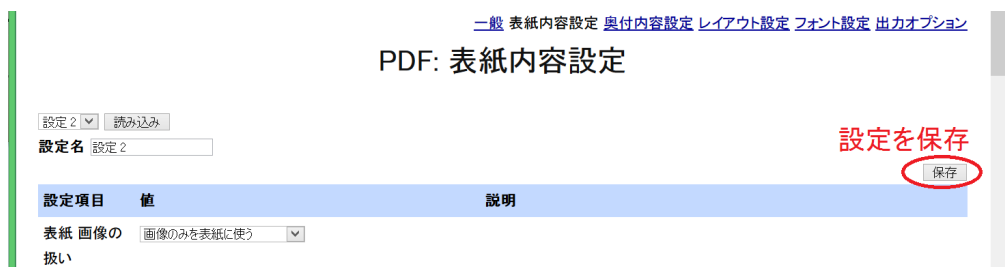 一般 表紙内容設定 奥付内容設定 レイアウト設定 フォント設定 出力オプション
PDF: 表紙内容設定
設定 2 読み込み
設定名 設定 2
設定を保存
保存
設定項目 値 説明
表紙 画像の 画像のみを表紙に使う
扱い